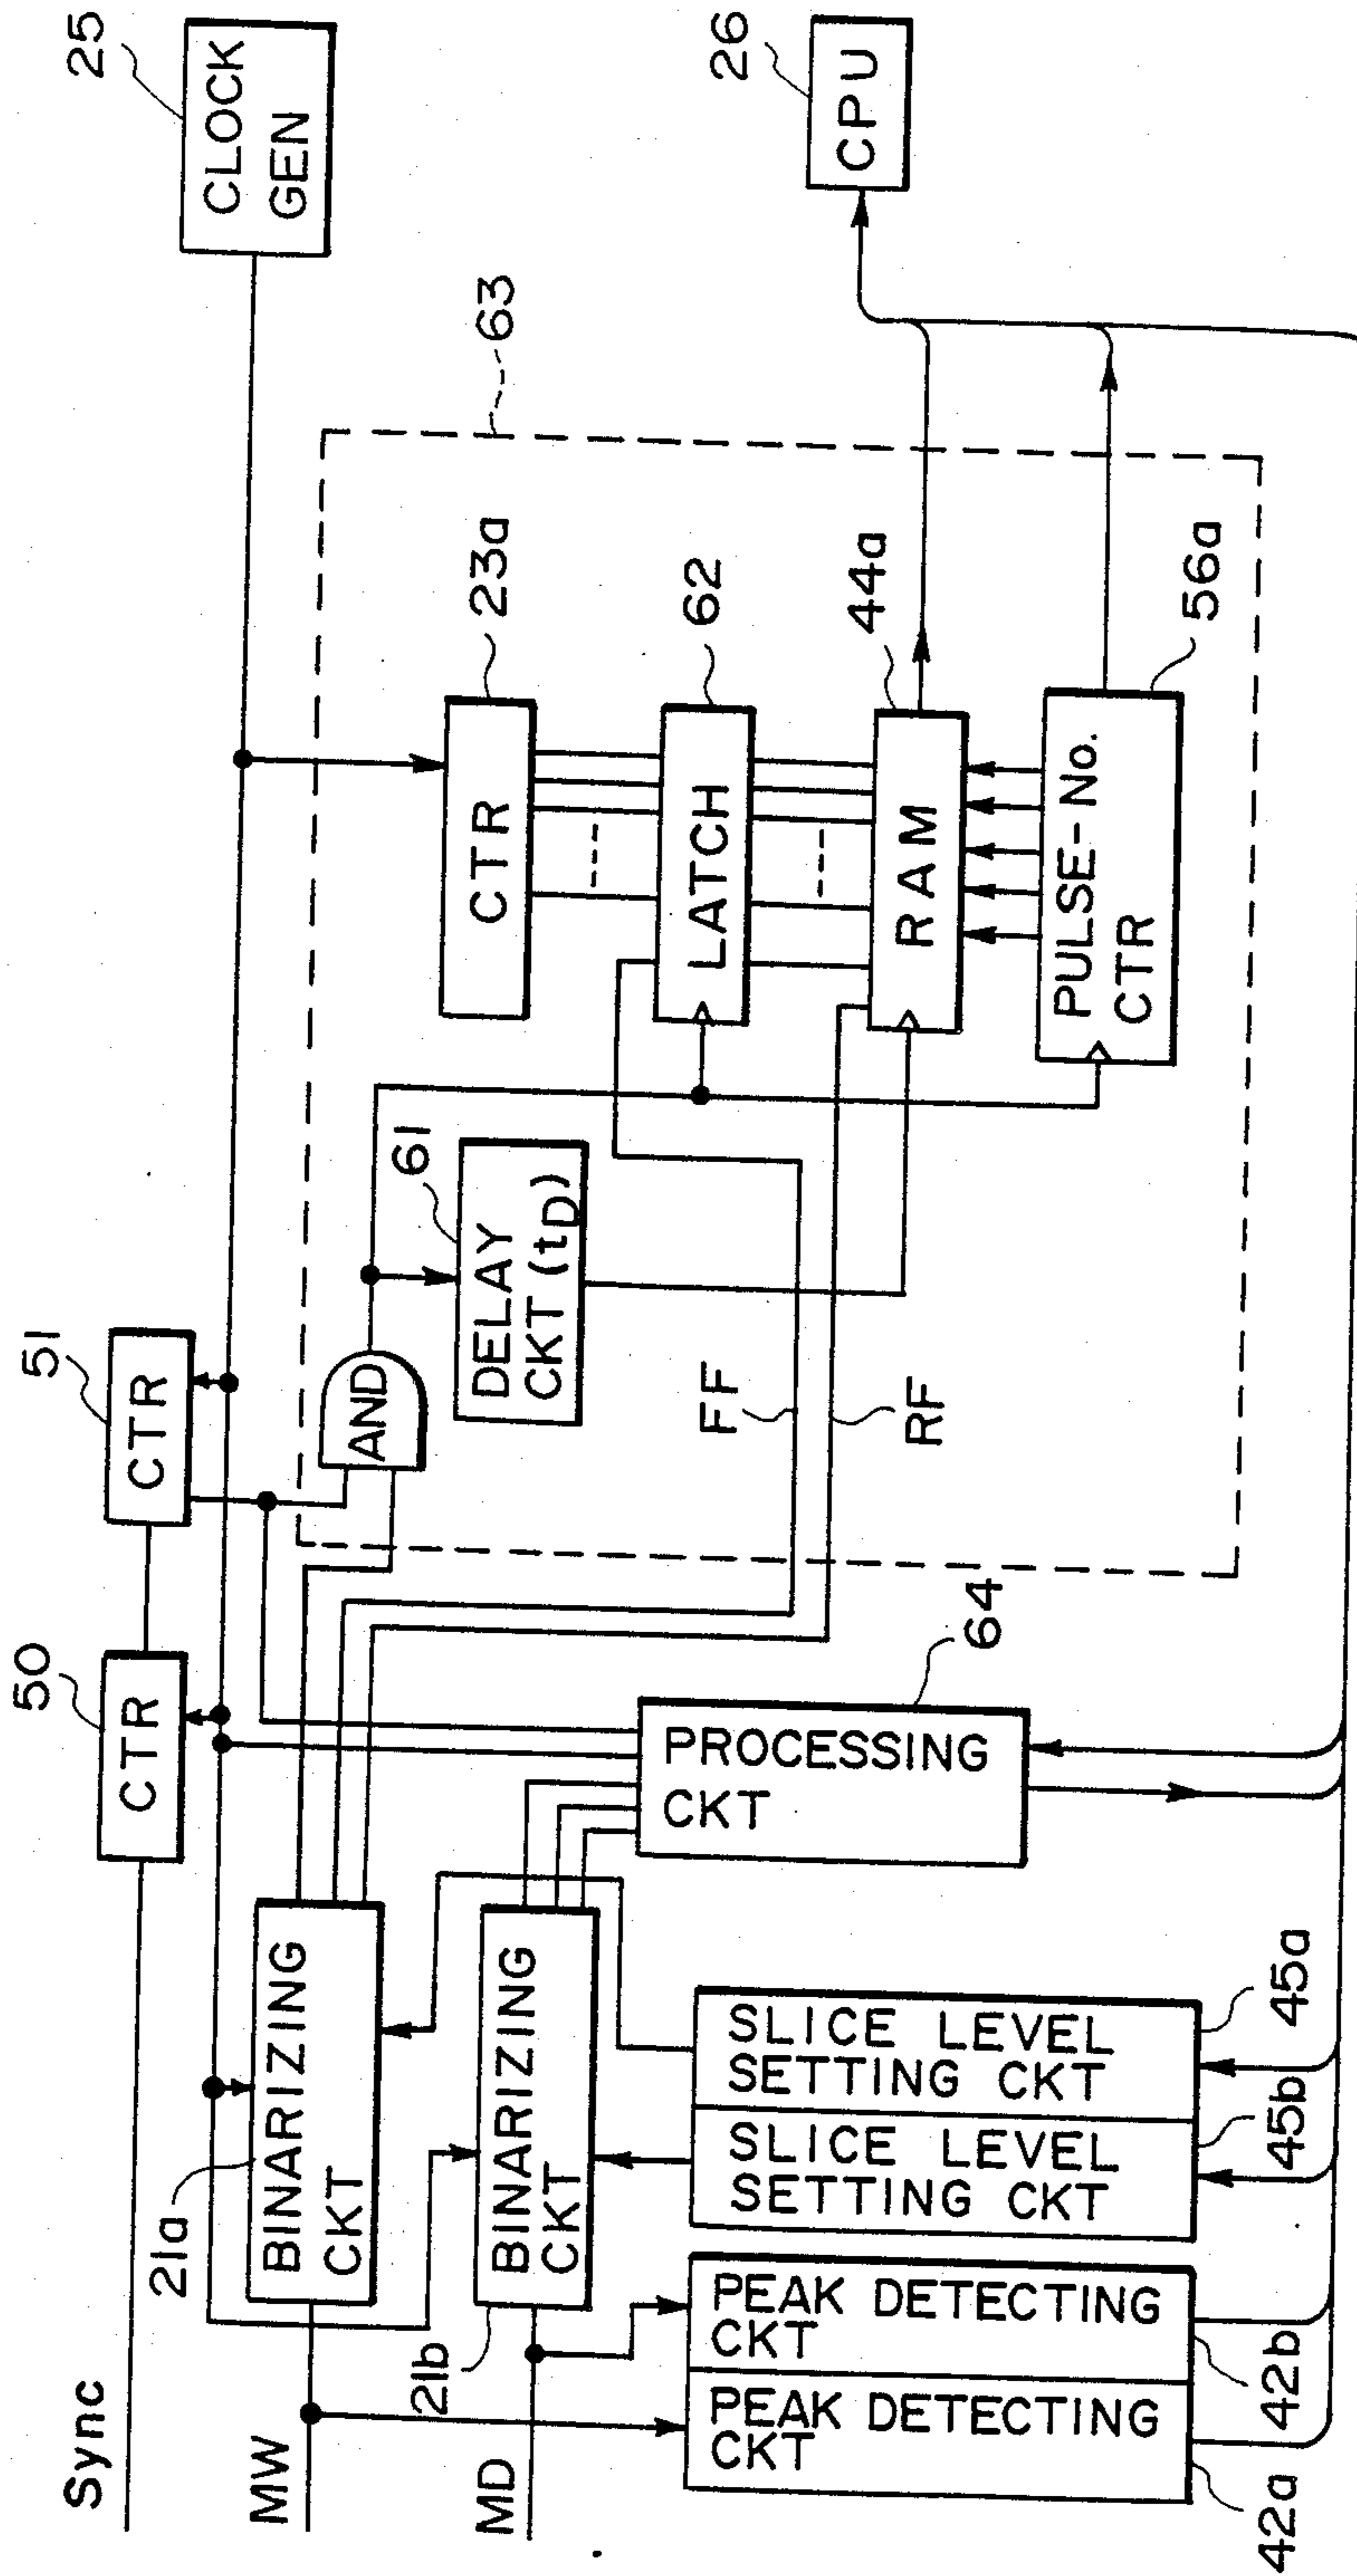 Sync
50
CTR
51
CTR
25
CLOCK
GEN
MW
21a
BINARIZING
CKT
AND
61
DELAY
CKT (tD)
63
23a
CTR
62
LATCH
44a
RAM
56a
PULSE-No.
CTR
26
CPU
MD
21b
BINARIZING
CKT
FF
RF
64
PROCESSING
CKT
PEAK DETECTING
CKT
42a
PEAK DETECTING
CKT
42b
SLICE LEVEL
SETTING CKT
45b
SLICE LEVEL
SETTING CKT
45a